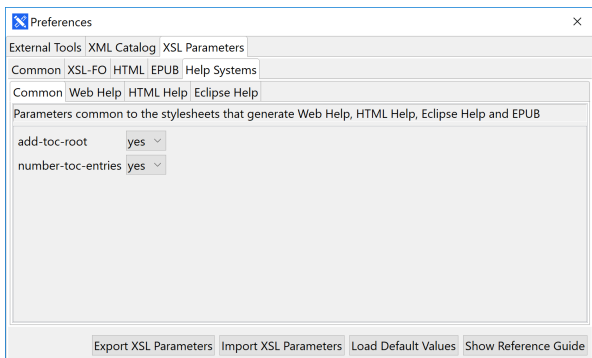 Preferences
External Tools XML Catalog XSL Parameters
Common XSL-FO HTML EPUB Help Systems
Common Web Help HTML Help Eclipse Help
Parameters common to the stylesheets that generate Web Help, HTML Help, Eclipse Help and EPUB
add-toc-root yes
number-toc-entries yes
Export XSL Parameters Import XSL Parameters Load Default Values Show Reference Guide